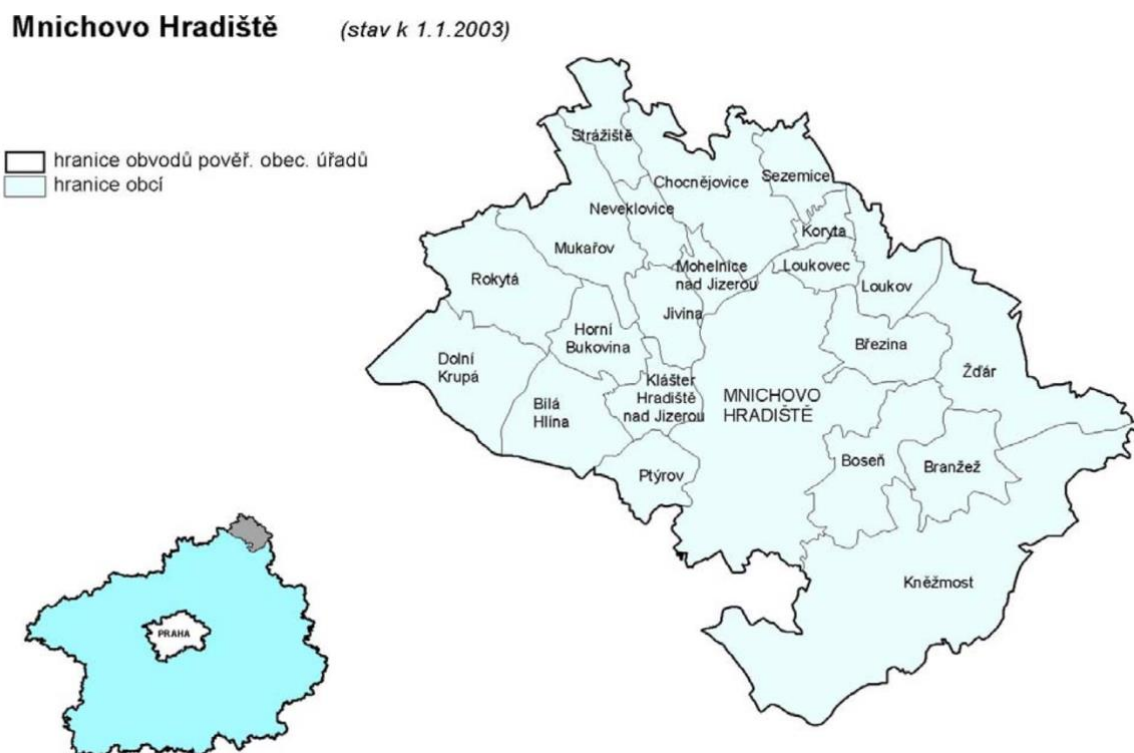 Mnichovo Hradiště (stav k 1.1.2003)
hranice obvodů pověř. obec. úřadů
hranice obcí
Strážiště
Chocnějovice
Sezemice
Neveklovice
Koryta
Mukařov
Mohelnice
nad Jizerou
Loukovec
Rokytá
Loukov
Jivina
Horní
Bukovina
Březina
Dolní
Krupá
Žďár
Klášter
Hradiště
nad Jizerou
MNICHOVO
HRADIŠTĚ
Bílá
Hlína
Boseň
Branžež
Ptýrov
Kněžmost
PRAHA